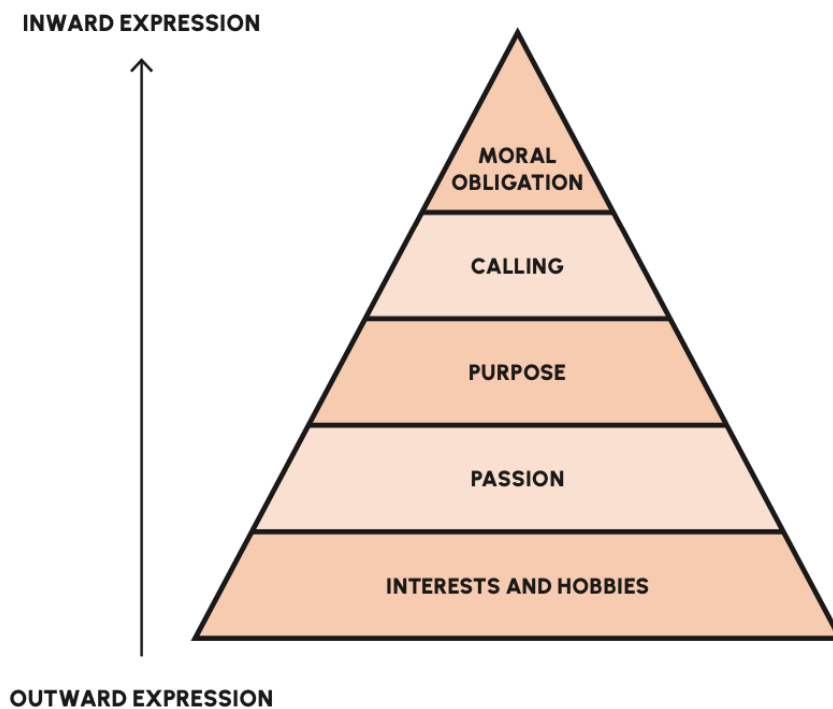 INWARD EXPRESSION
MORAL
OBLIGATION
CALLING
PURPOSE
PASSION
INTERESTS AND HOBBIES
OUTWARD EXPRESSION